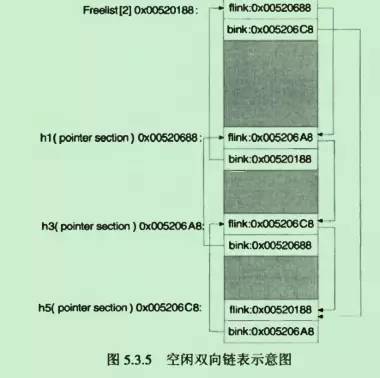 Freelist[2] 0x00520188:
flink:0x00520688
bink:0x005206C8
h1( pointer section ) 0x00520688 :
flink:0x005206A8
bink:0x00520188
h3( pointer section ) 0x005206A8:
flink:0x005206C8
bink:0x00520688
h5( pointer section ) 0x005206C8:
flink:0x00520188
bink:0x005206A8
图 5.3.5 空闲双向链表示意图